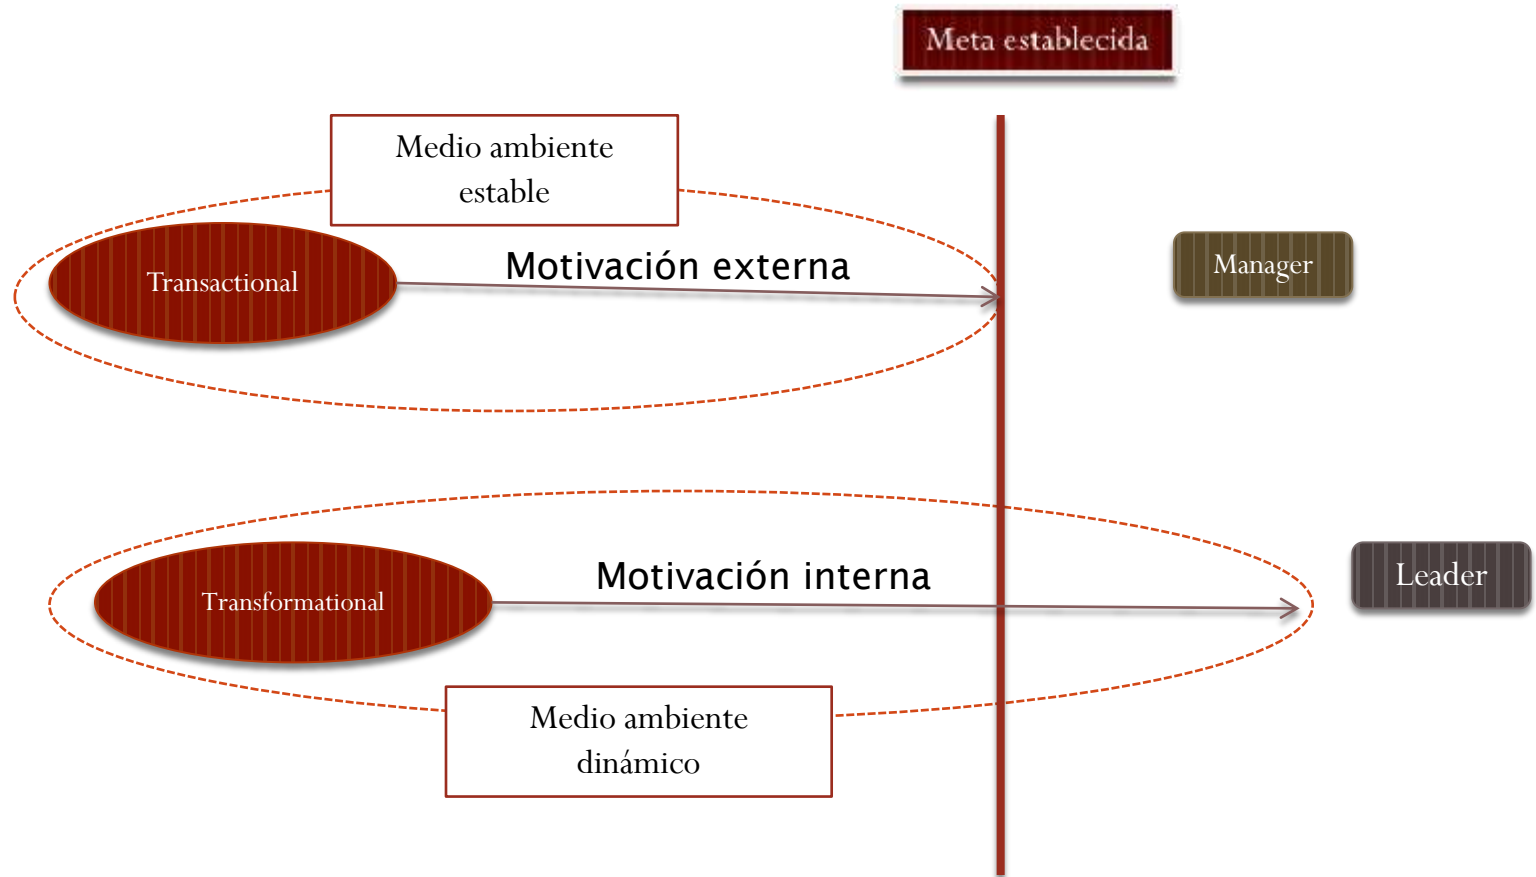 Meta establecida
Medio ambiente
estable
Transactional
Motivación externa
Manager
Transformational
Motivación interna
Leader
Medio ambiente
dinámico